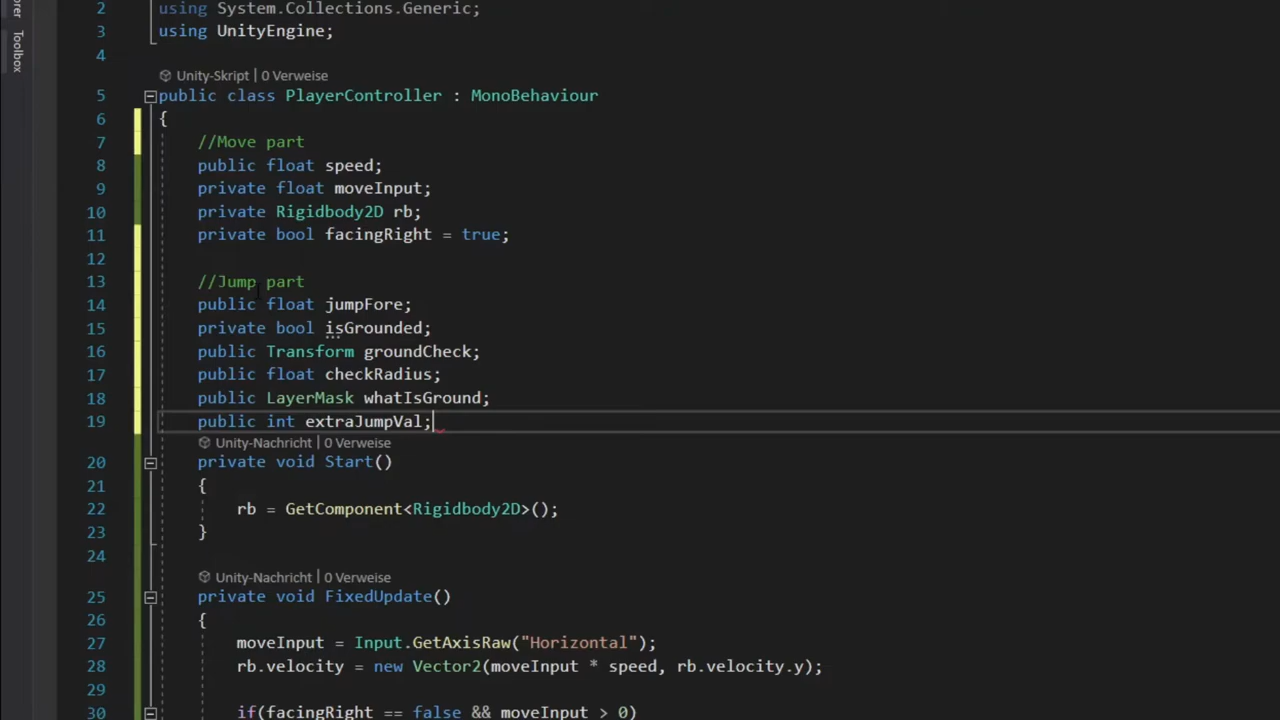 orer
Toolbox
2 using System.Collections.Generic;
3 using UnityEngine;
4
Unity-Skript | 0 Verweise
5 public class PlayerController : MonoBehaviour
6 {
7 //Move part
8 public float speed;
9 private float moveInput;
10 private Rigidbody2D rb;
11 private bool facingRight = true;
12
13 //Jump part
14 public float jumpFore;
15 private bool isGrounded;
16 public Transform groundCheck;
17 public float checkRadius;
18 public LayerMask whatIsGround;
19 public int extraJumpVal;
Unity-Nachricht | 0 Verweise
20 private void Start()
21 {
22 rb = GetComponent<Rigidbody2D>();
23 }
24
Unity-Nachricht | 0 Verweise
25 private void FixedUpdate()
26 {
27 moveInput = Input.GetAxisRaw("Horizontal");
28 rb.velocity = new Vector2(moveInput * speed, rb.velocity.y);
29
30 if(facingRight == false && moveInput > 0)